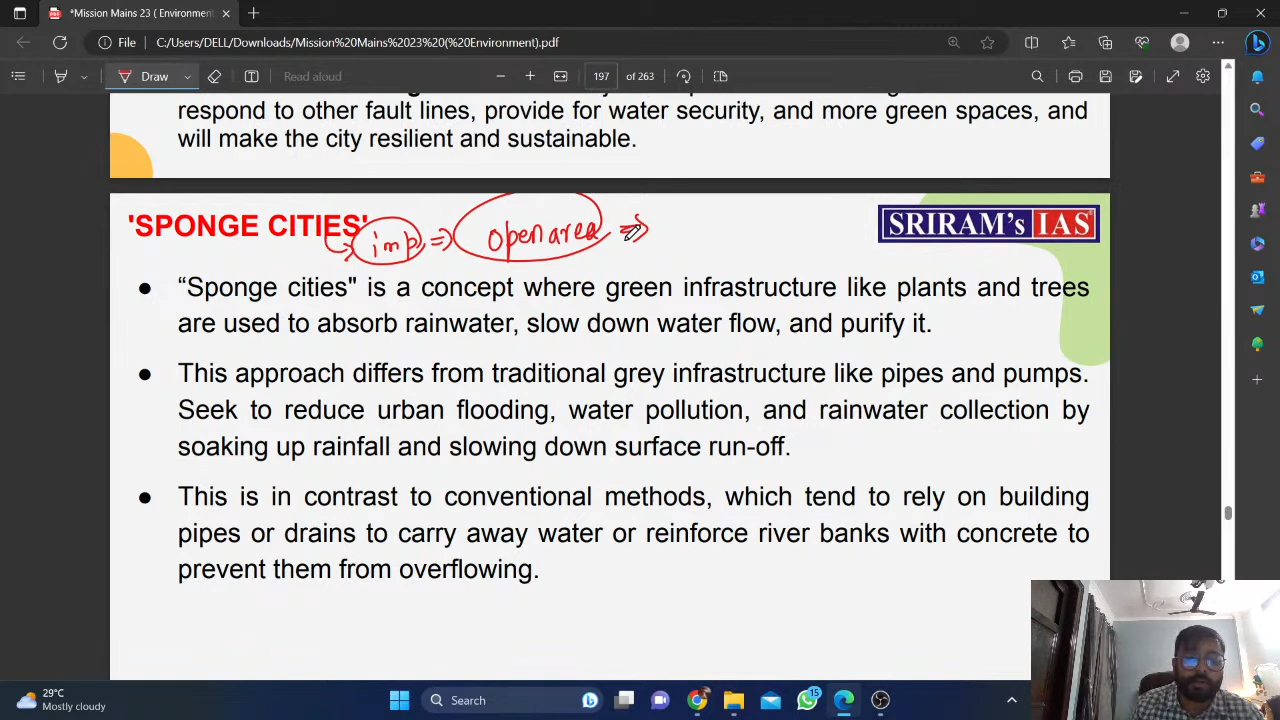 *Mission Mains 23 ( Environment
File C:/Users/DELL/Downloads/Mission%20Mains%2023%20(%20Environment).pdf
Draw Read aloud 197 of 263
respond to other fault lines, provide for water security, and more green spaces, and
will make the city resilient and sustainable.
'SPONGE CITIES'
imp ⇒ open area ⇒
SRIRAM's IAS
● “Sponge cities" is a concept where green infrastructure like plants and trees
are used to absorb rainwater, slow down water flow, and purify it.
● This approach differs from traditional grey infrastructure like pipes and pumps.
Seek to reduce urban flooding, water pollution, and rainwater collection by
soaking up rainfall and slowing down surface run-off.
● This is in contrast to conventional methods, which tend to rely on building
pipes or drains to carry away water or reinforce river banks with concrete to
prevent them from overflowing.
29°C
Mostly cloudy
Search
15